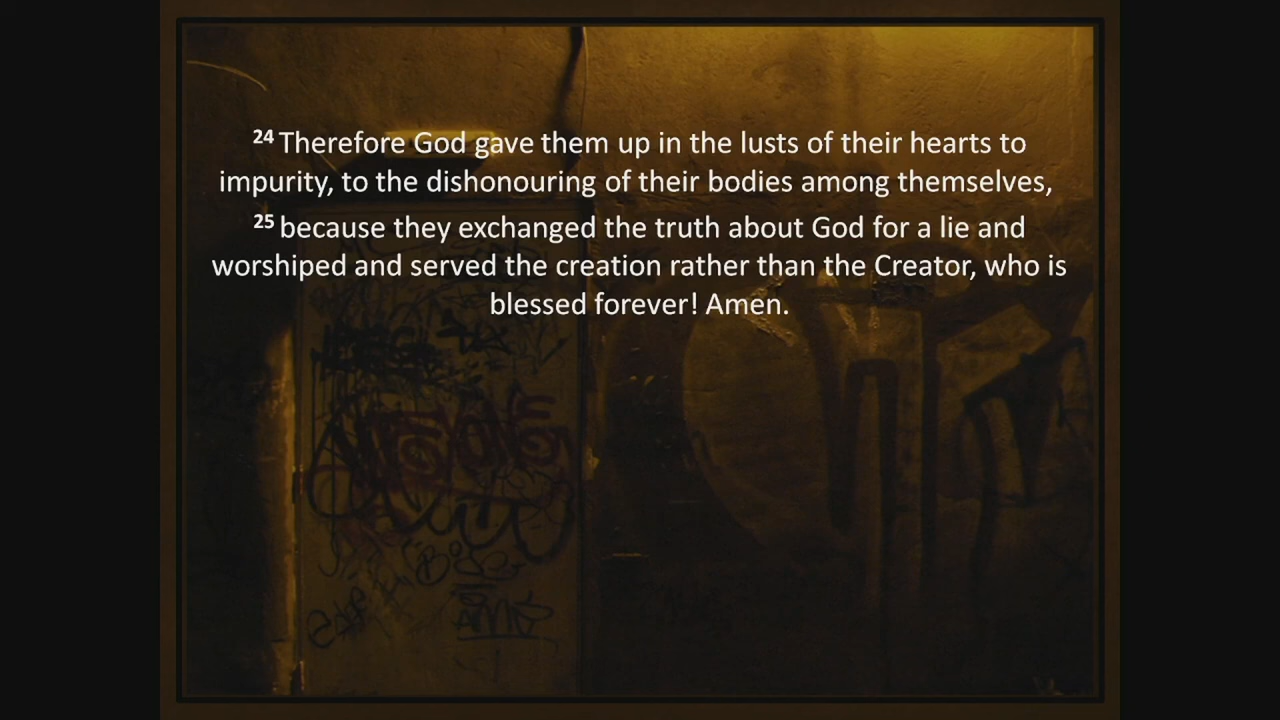 24 Therefore God gave them up in the lusts of their hearts to
impurity, to the dishonouring of their bodies among themselves,
25 because they exchanged the truth about God for a lie and
worshiped and served the creation rather than the Creator, who is
blessed forever! Amen.